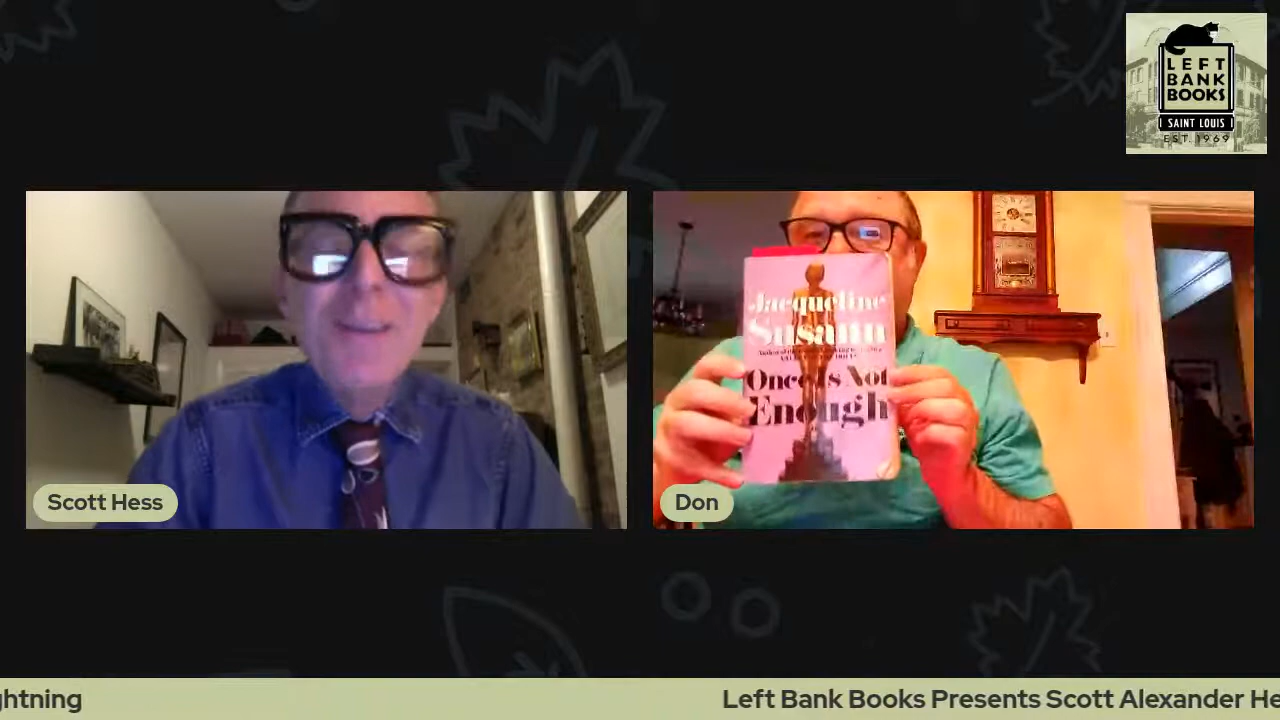 LEFT
BANK
BOOKS
SAINT LOUIS
EST. 1969
Jacqueline
Susann
Once Is Not
Enough
Scott Hess
Don
ghtning
Left Bank Books Presents Scott Alexander He